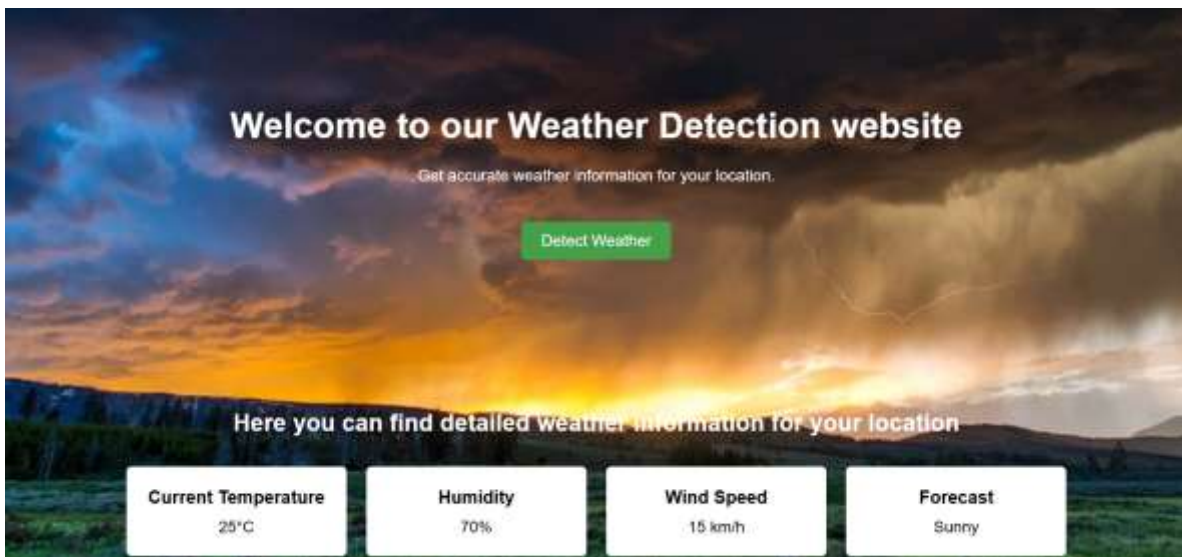 Welcome to our Weather Detection website
Get accurate weather information for your location.
Detect Weather
Here you can find detailed weather information for your location
Current Temperature
25°C
Humidity
70%
Wind Speed
15 km/h
Forecast
Sunny